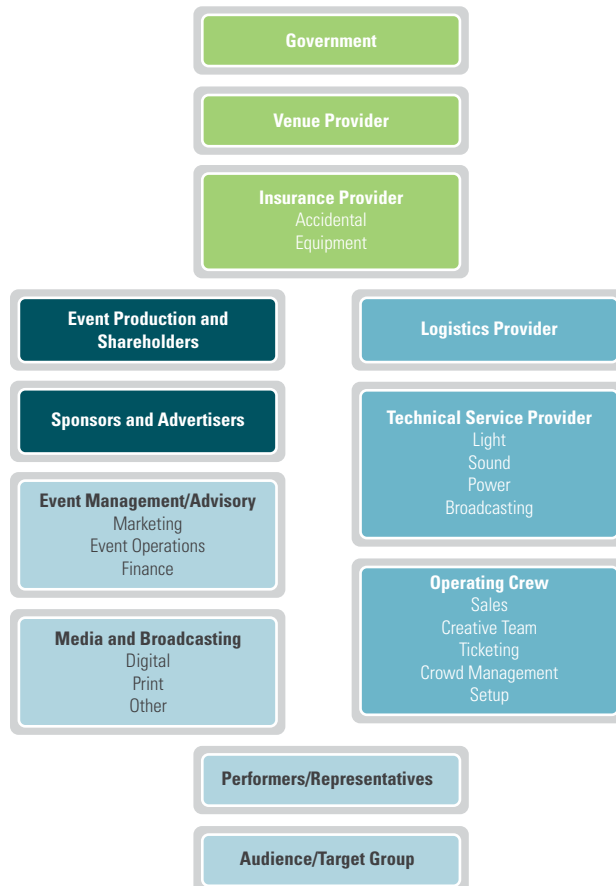 Government
Venue Provider
Insurance Provider
Accidental
Equipment
Event Production and
Shareholders
Sponsors and Advertisers
Event Management/Advisory
Marketing
Event Operations
Finance
Media and Broadcasting
Digital
Print
Other
Logistics Provider
Technical Service Provider
Light
Sound
Power
Broadcasting
Operating Crew
Sales
Creative Team
Ticketing
Crowd Management
Setup
Performers/Representatives
Audience/Target Group